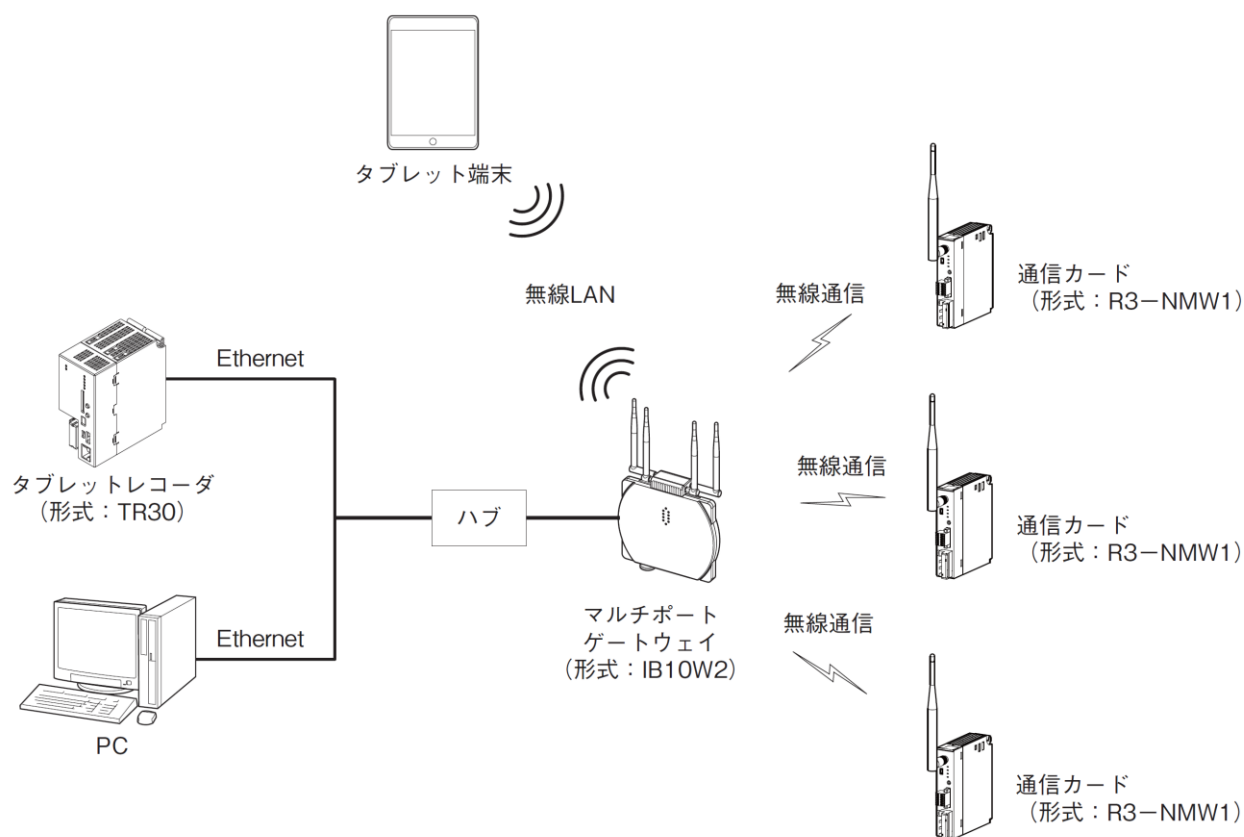 タブレット端末
無線LAN
無線通信
通信カード
（形式：R3－NMW1）
Ethernet
タブレットレコーダ
（形式：TR30）
ハブ
無線通信
通信カード
（形式：R3－NMW1）
マルチポート
ゲートウェイ
（形式：IB10W2）
Ethernet
PC
無線通信
通信カード
（形式：R3－NMW1）